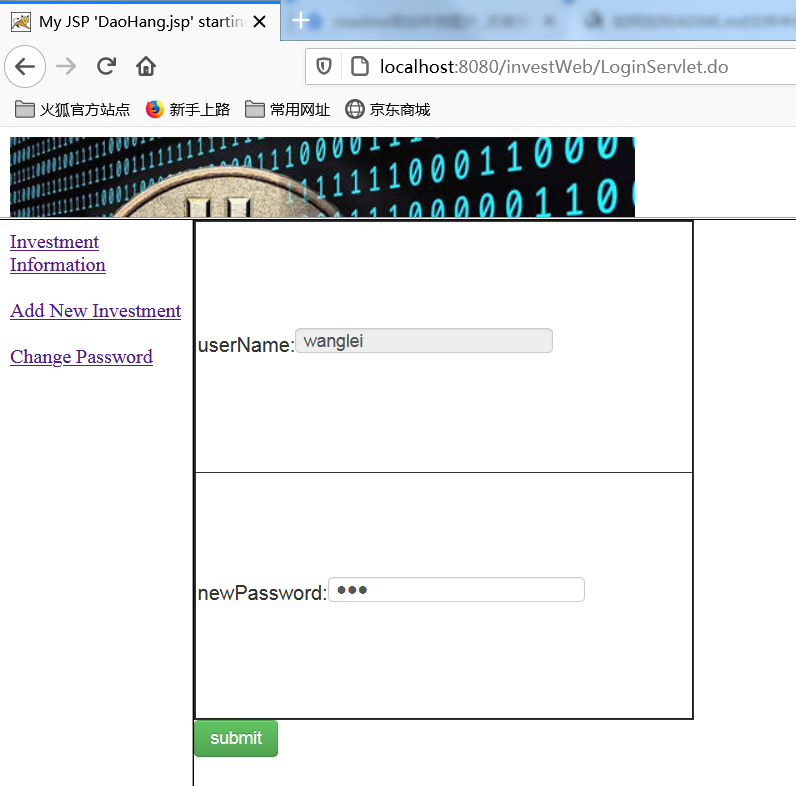 My JSP 'DaoHang.jsp' startin
localhost:8080/investWeb/LoginServlet.do
火狐官方站点 新手上路 常用网址 京东商城
Investment
Information
Add New Investment
Change Password
userName: wanglei
newPassword: •••
submit